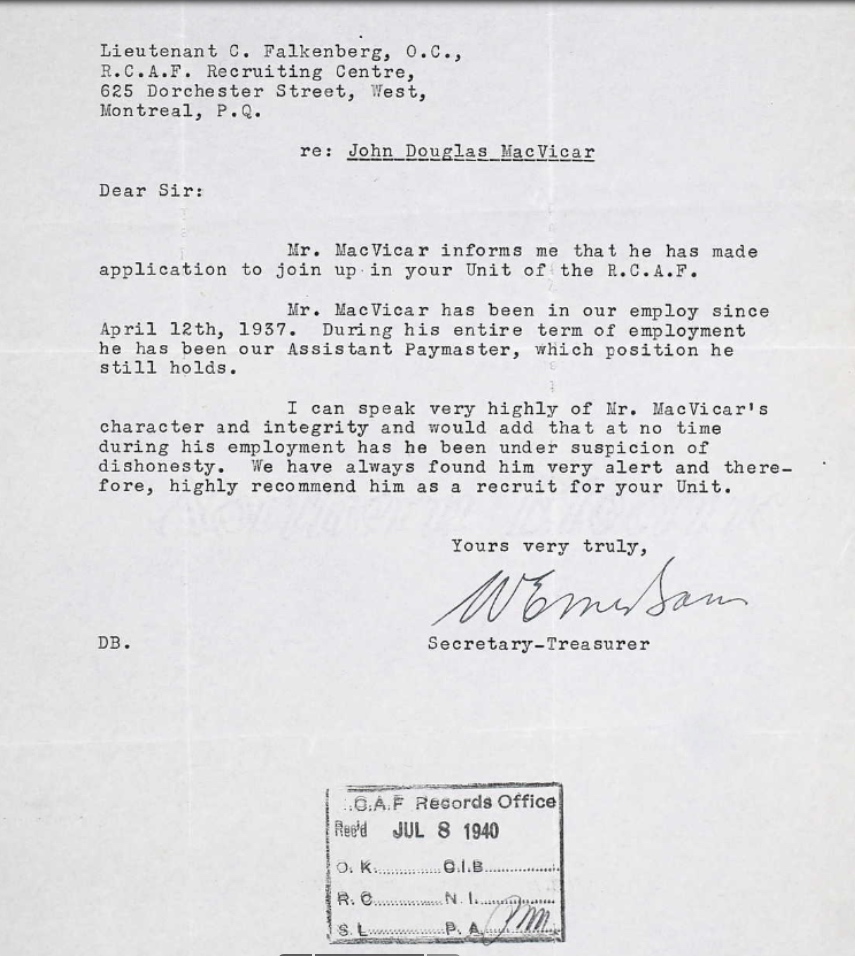 Lieutenant C. Falkenberg, O.C.,
R.C.A.F. Recruiting Centre,
625 Dorchester Street, West,
Montreal, P.Q.
re: John Douglas MacVicar
Dear Sir:
Mr. MacVicar informs me that he has made
application to join up in your Unit of the R.C.A.F.
Mr. MacVicar has been in our employ since
April 12th, 1937. During his entire term of employment
he has been our Assistant Paymaster, which position he
still holds.
I can speak very highly of Mr. MacVicar's
character and integrity and would add that at no time
during his employment has he been under suspicion of
dishonesty. We have always found him very alert and there-
fore, highly recommend him as a recruit for your Unit.
Yours very truly,
DB. Secretary-Treasurer
.C.A.F Records Office
Rec'd JUL 8 1940
O. K. C.I.B.
R. C. N. I.
S. L. P. A.